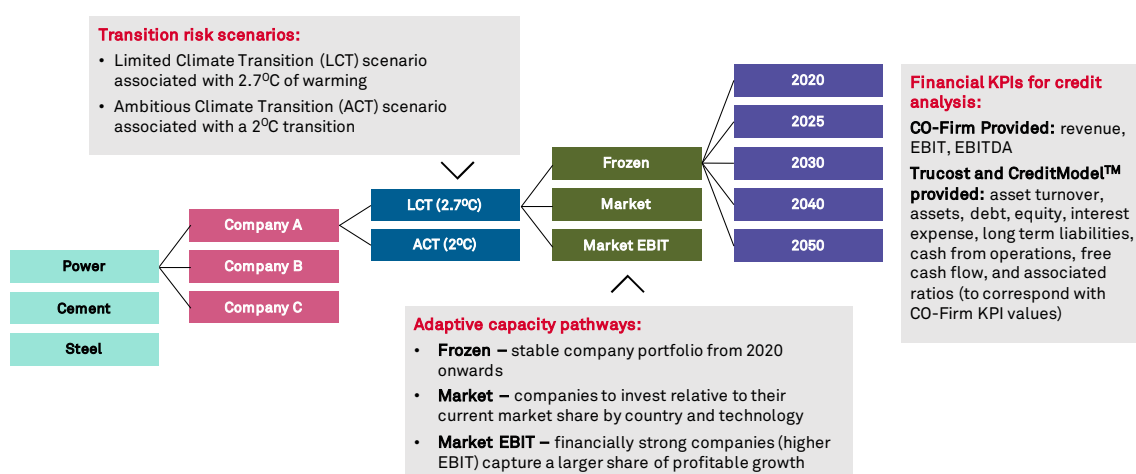 Transition risk scenarios:
• Limited Climate Transition (LCT) scenario
associated with 2.7⁰C of warming
• Ambitious Climate Transition (ACT) scenario
associated with a 2⁰C transition
Power
Cement
Steel
Company A
Company B
Company C
LCT (2.7⁰C)
ACT (2⁰C)
Frozen
Market
Market EBIT
2020
2025
2030
2040
2050
Adaptive capacity pathways:
• Frozen – stable company portfolio from 2020
onwards
• Market – companies to invest relative to their
current market share by country and technology
• Market EBIT – financially strong companies (higher
EBIT) capture a larger share of profitable growth
Financial KPIs for credit
analysis:
CO-Firm Provided: revenue,
EBIT, EBITDA
Trucost and CreditModel™
provided: asset turnover,
assets, debt, equity, interest
expense, long term liabilities,
cash from operations, free
cash flow, and associated
ratios (to correspond with
CO-Firm KPI values)